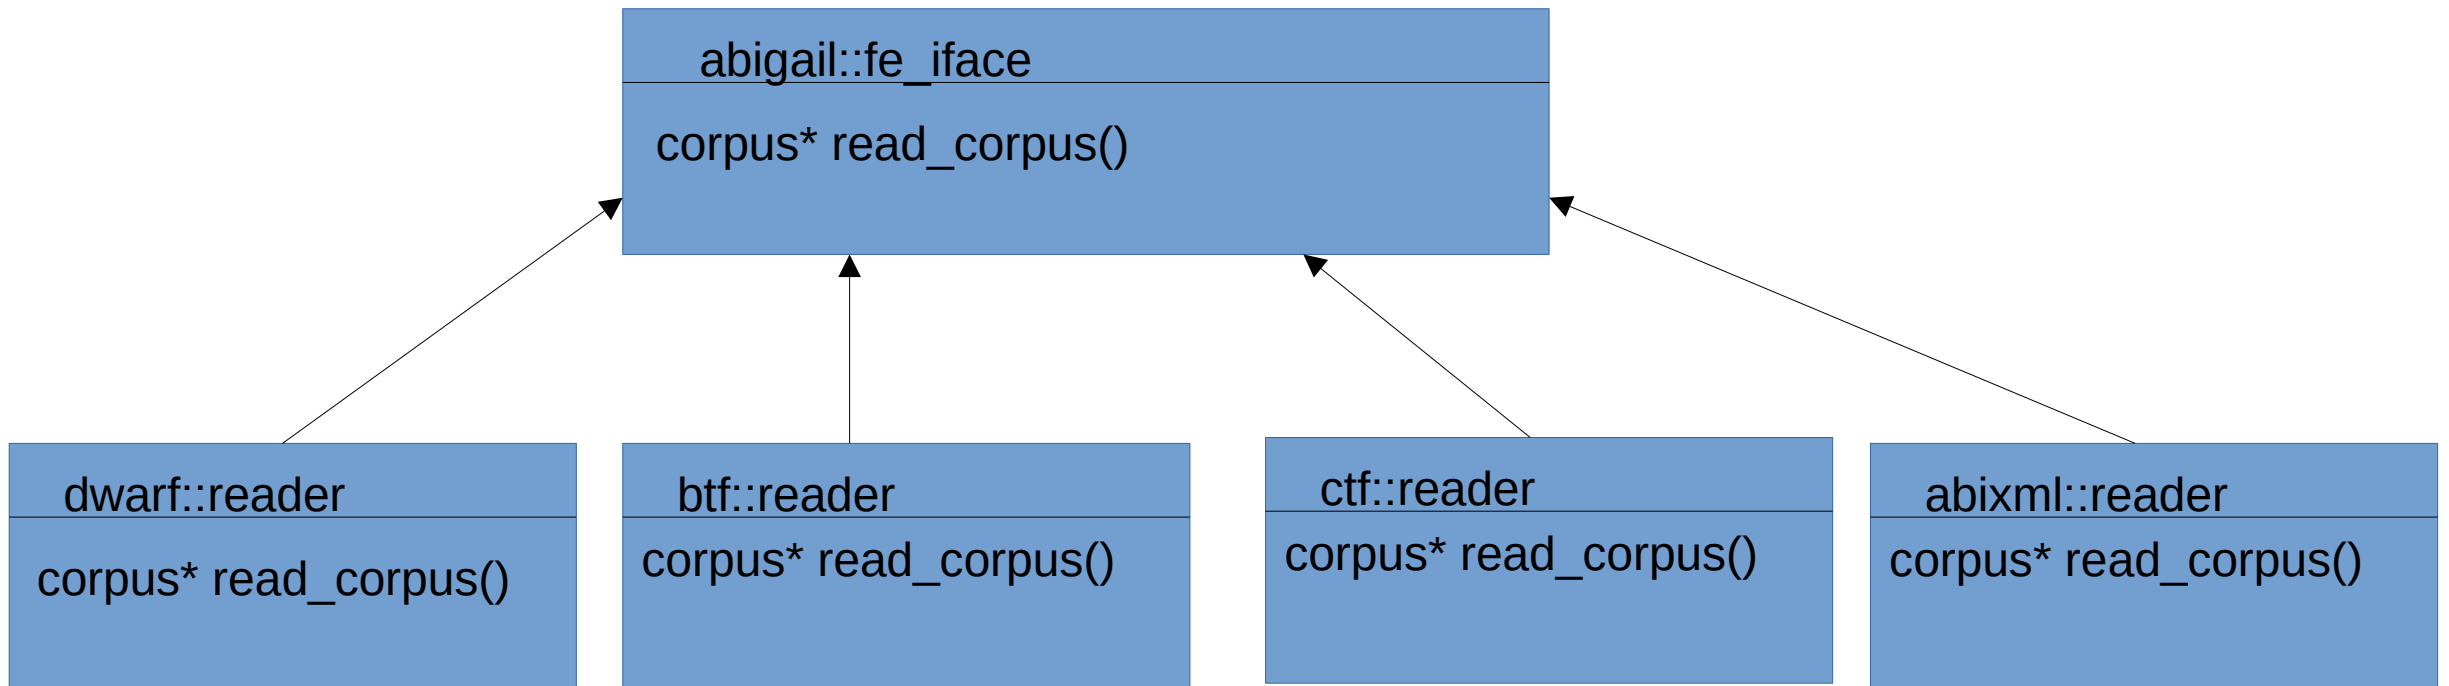 abigail::fe_iface
corpus* read_corpus()
dwarf::reader
corpus* read_corpus()
btf::reader
corpus* read_corpus()
ctf::reader
corpus* read_corpus()
abixml::reader
corpus* read_corpus()